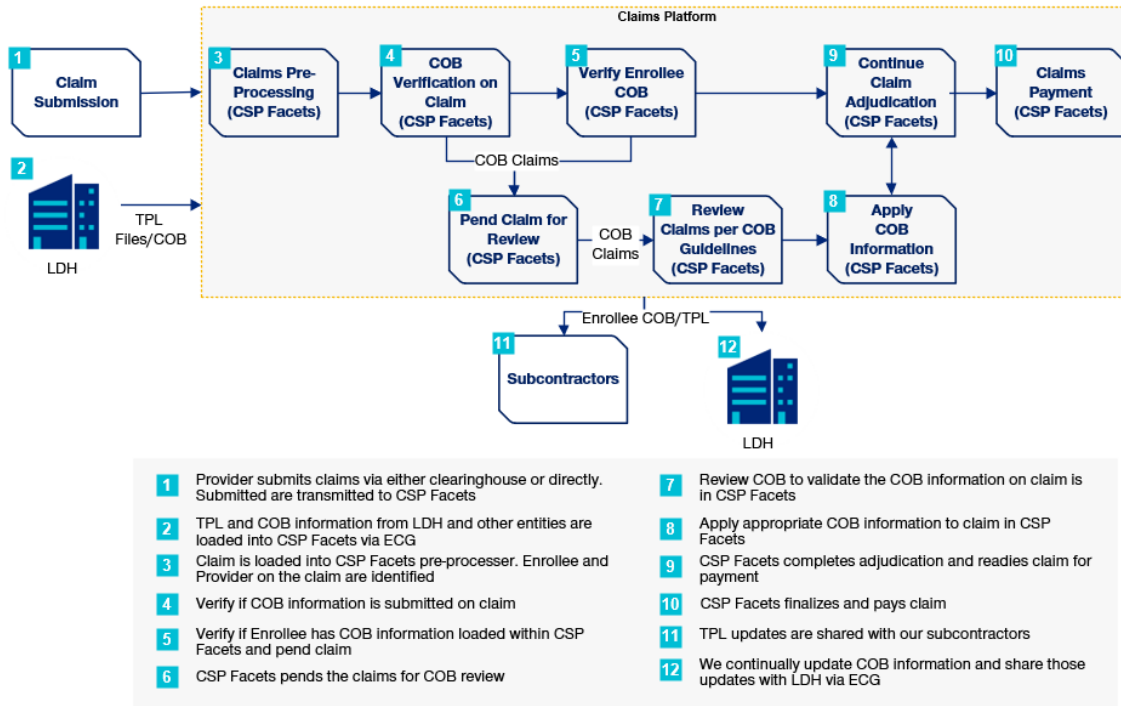 Claims Platform
1
Claim
Submission
3
Claims Pre-
Processing
(CSP Facets)
4
COB
Verification on
Claim
(CSP Facets)
5
Verify Enrollee
COB
(CSP Facets)
9
Continue
Claim
Adjudication
(CSP Facets)
10
Claims
Payment
(CSP Facets)
2
LDH
TPL
Files/COB
COB Claims
6
Pend Claim for
Review
(CSP Facets)
COB
Claims
7
Review
Claims per COB
Guidelines
(CSP Facets)
8
Apply
COB
Information
(CSP Facets)
Enrollee COB/TPL
11
Subcontractors
12
LDH
1
Provider submits claims via either clearinghouse or directly.
Submitted are transmitted to CSP Facets
2
TPL and COB information from LDH and other entities are
loaded into CSP Facets via ECG
3
Claim is loaded into CSP Facets pre-processer. Enrollee and
Provider on the claim are identified
4
Verify if COB information is submitted on claim
5
Verify if Enrollee has COB information loaded within CSP
Facets and pend claim
6
CSP Facets pends the claims for COB review
7
Review COB to validate the COB information on claim is
in CSP Facets
8
Apply appropriate COB information to claim in CSP
Facets
9
CSP Facets completes adjudication and readies claim for
payment
10
CSP Facets finalizes and pays claim
11
TPL updates are shared with our subcontractors
12
We continually update COB information and share those
updates with LDH via ECG